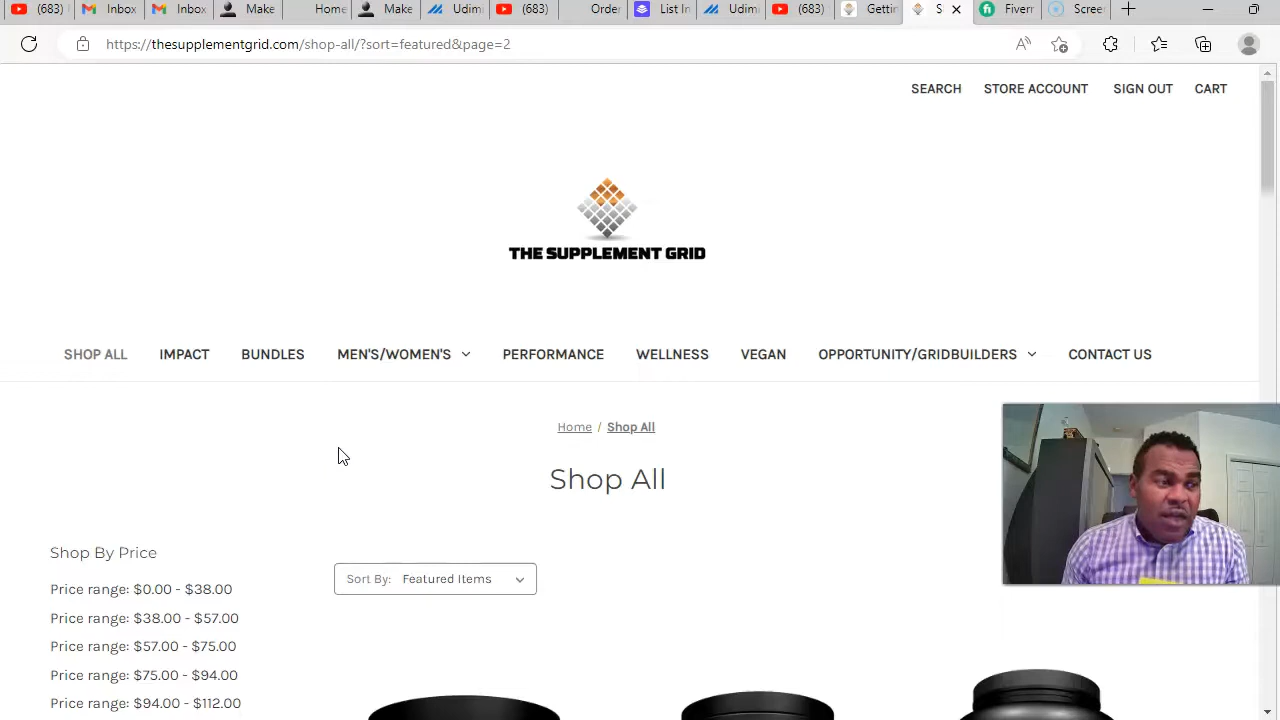 (683)
Inbox
Inbox
Make
Home
Make
Udim
(683)
Order
List In
Udim
(683)
Gettin
S
Fiverr
Scree
https://thesupplementgrid.com/shop-all/?sort=featured&page=2
SEARCH
STORE ACCOUNT
SIGN OUT
CART
THE SUPPLEMENT GRID
SHOP ALL
IMPACT
BUNDLES
MEN'S/WOMEN'S
PERFORMANCE
WELLNESS
VEGAN
OPPORTUNITY/GRIDBUILDERS
CONTACT US
Home / Shop All
Shop All
Shop By Price
Sort By: Featured Items
Price range: $0.00 - $38.00
Price range: $38.00 - $57.00
Price range: $57.00 - $75.00
Price range: $75.00 - $94.00
Price range: $94.00 - $112.00